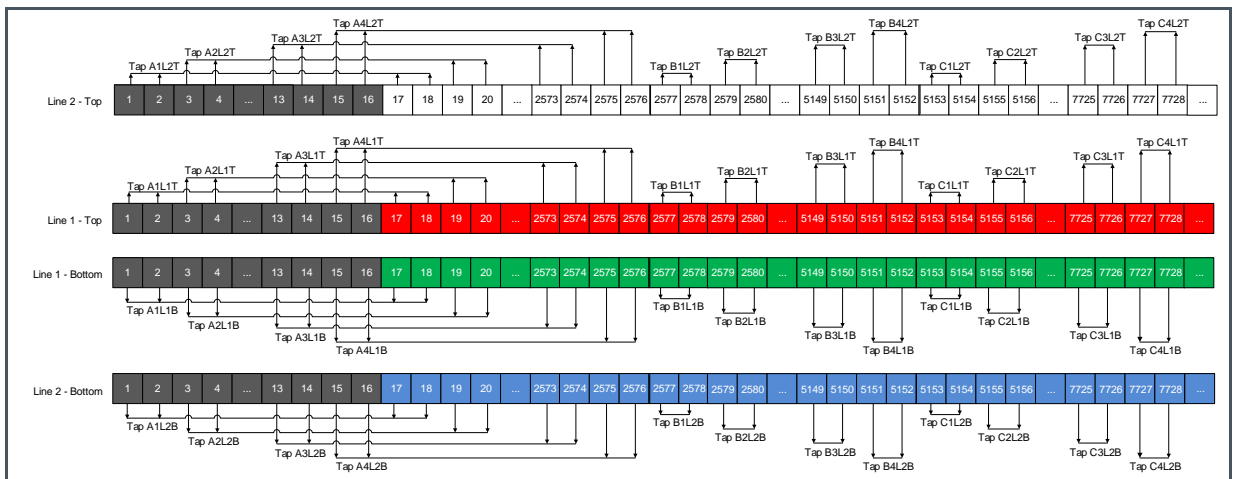 Tap A4L2T Tap B4L2T Tap C4L2T
Tap A3L2T Tap B3L2T Tap C3L2T
Tap A2L2T Tap B2L2T Tap C2L2T
Tap A1L2T Tap B1L2T Tap C1L2T
Line 2 - Top 1 2 3 4 ... 13 14 15 16 17 18 19 20 ... 2573 2574 2575 2576 2577 2578 2579 2580 ... 5149 5150 5151 5152 5153 5154 5155 5156 ... 7725 7726 7727 7728 ...
Tap A4L1T Tap B4L1T Tap C4L1T
Tap A3L1T Tap B3L1T Tap C3L1T
Tap A2L1T Tap B2L1T Tap C2L1T
Tap A1L1T Tap B1L1T Tap C1L1T
Line 1 - Top 1 2 3 4 ... 13 14 15 16 17 18 19 20 ... 2573 2574 2575 2576 2577 2578 2579 2580 ... 5149 5150 5151 5152 5153 5154 5155 5156 ... 7725 7726 7727 7728 ...
Line 1 - Bottom 1 2 3 4 ... 13 14 15 16 17 18 19 20 ... 2573 2574 2575 2576 2577 2578 2579 2580 ... 5149 5150 5151 5152 5153 5154 5155 5156 ... 7725 7726 7727 7728 ...
Tap A1L1B Tap B1L1B Tap C1L1B
Tap A2L1B Tap B2L1B Tap C2L1B
Tap A3L1B Tap B3L1B Tap C3L1B
Tap A4L1B Tap B4L1B Tap C4L1B
Line 2 - Bottom 1 2 3 4 ... 13 14 15 16 17 18 19 20 ... 2573 2574 2575 2576 2577 2578 2579 2580 ... 5149 5150 5151 5152 5153 5154 5155 5156 ... 7725 7726 7727 7728 ...
Tap A1L2B Tap B1L2B Tap C1L2B
Tap A2L2B Tap B2L2B Tap C2L2B
Tap A3L2B Tap B3L2B Tap C3L2B
Tap A4L2B Tap B4L2B Tap C4L2B